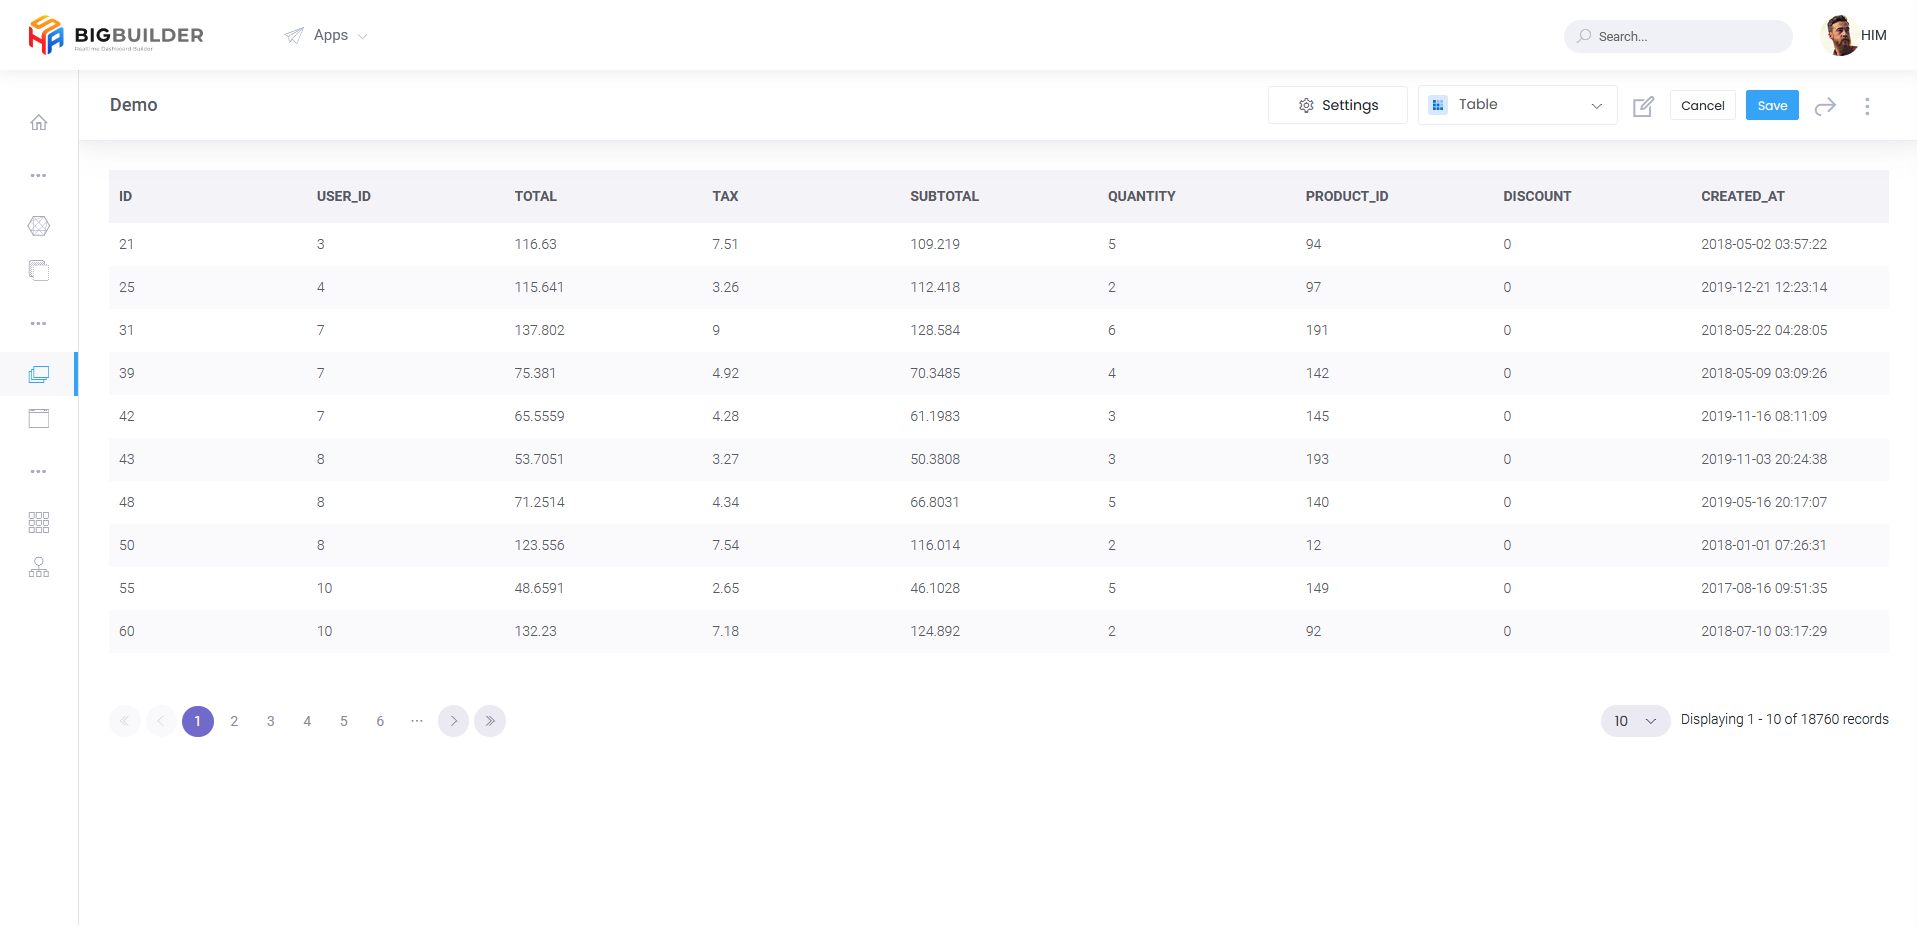 BIGBUILDER
Realtime Dashboard Builder
Apps
Search...
HIM
Demo
Settings
Table
Cancel
Save
ID USER_ID TOTAL TAX SUBTOTAL QUANTITY PRODUCT_ID DISCOUNT CREATED_AT
21 3 116.63 7.51 109.219 5 94 0 2018-05-02 03:57:22
25 4 115.641 3.26 112.418 2 97 0 2019-12-21 12:23:14
31 7 137.802 9 128.584 6 191 0 2018-05-22 04:28:05
39 7 75.381 4.92 70.3485 4 142 0 2018-05-09 03:09:26
42 7 65.5559 4.28 61.1983 3 145 0 2019-11-16 08:11:09
43 8 53.7051 3.27 50.3808 3 193 0 2019-11-03 20:24:38
48 8 71.2514 4.34 66.8031 5 140 0 2019-05-16 20:17:07
50 8 123.556 7.54 116.014 2 12 0 2018-01-01 07:26:31
55 10 48.6591 2.65 46.1028 5 149 0 2017-08-16 09:51:35
60 10 132.23 7.18 124.892 2 92 0 2018-07-10 03:17:29
1 2 3 4 5 6 ...
10
Displaying 1 - 10 of 18760 records